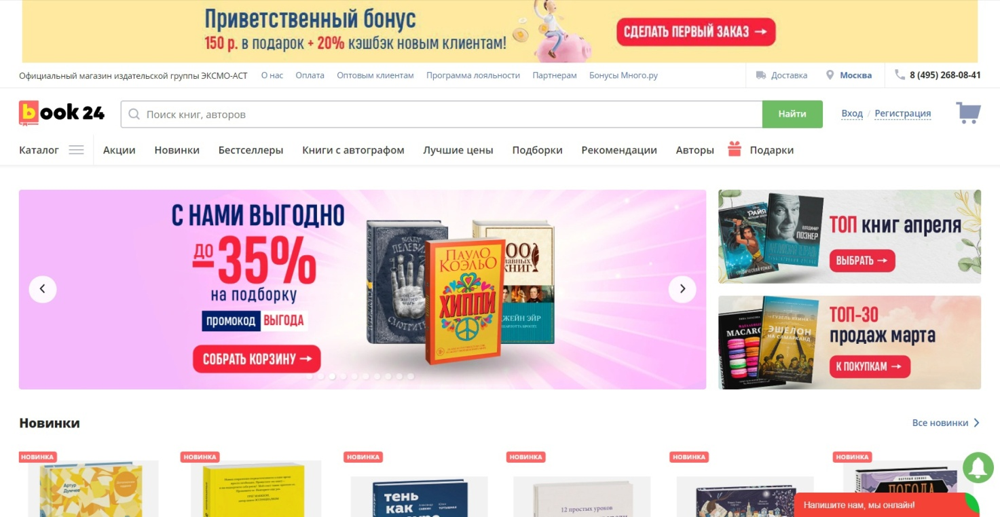 Приветственный бонус
150 р. в подарок + 20% кэшбэк новым клиентам!
СДЕЛАТЬ ПЕРВЫЙ ЗАКАЗ →
Официальный магазин издательской группы ЭКСМО-АСТ О нас Оплата Оптовым клиентам Программа лояльности Партнерам Бонусы Много.ру Доставка Москва 8 (495) 268-08-41
book 24 Поиск книг, авторов Найти Вход / Регистрация
Каталог Акции Новинки Бестселлеры Книги с автографом Лучшие цены Подборки Рекомендации Авторы Подарки
С НАМИ ВЫГОДНО
ДО
-35%
на подборку
промокод ВЫГОДА
СОБРАТЬ КОРЗИНУ →
ВИКТОР
ПЕЛЕВИН
СМОТРИТЕЛЬ
ПАУЛО
КОЭЛЬО
ХИППИ
ДЖЕЙН ЭЙР
ШАРЛОТТА БРОНТЕ
РАЙЯ
ГРАФИЧЕСКИЙ РОМАН
ВЛАДИМИР
ПОЗНЕР
ТОП книг апреля
ВЫБРАТЬ →
MACARO
ГУЗЕЛЬ ЯХИНА
ЭШЕЛОН
НА САМАРКАНД
ТОП-30
продаж марта
К ПОКУПКАМ →
Новинки Все новинки
НОВИНКА НОВИНКА НОВИНКА НОВИНКА НОВИНКА НОВИНКА
Артур
Думчев
тень
как
12 простых уроков
ПОГОДА
Напишите нам, мы онлайн!